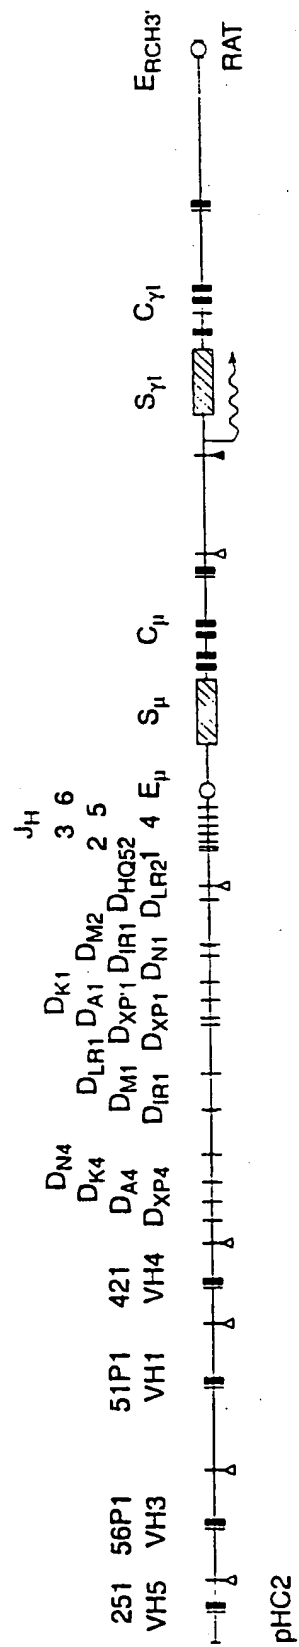 JH
DN4 DK1 3 6
DK4 DLR1 DA1 DM2 2 5
251 56P1 51P1 421 DA4 DM1 DXP'1 DIR1 DHQ52
VH5 VH3 VH1 VH4 DXP4 DIR1 DXP1 DN1 DLR2 1 4 Eμ Sμ Cμ SγI CγI ERCH3'
RAT
pHC2